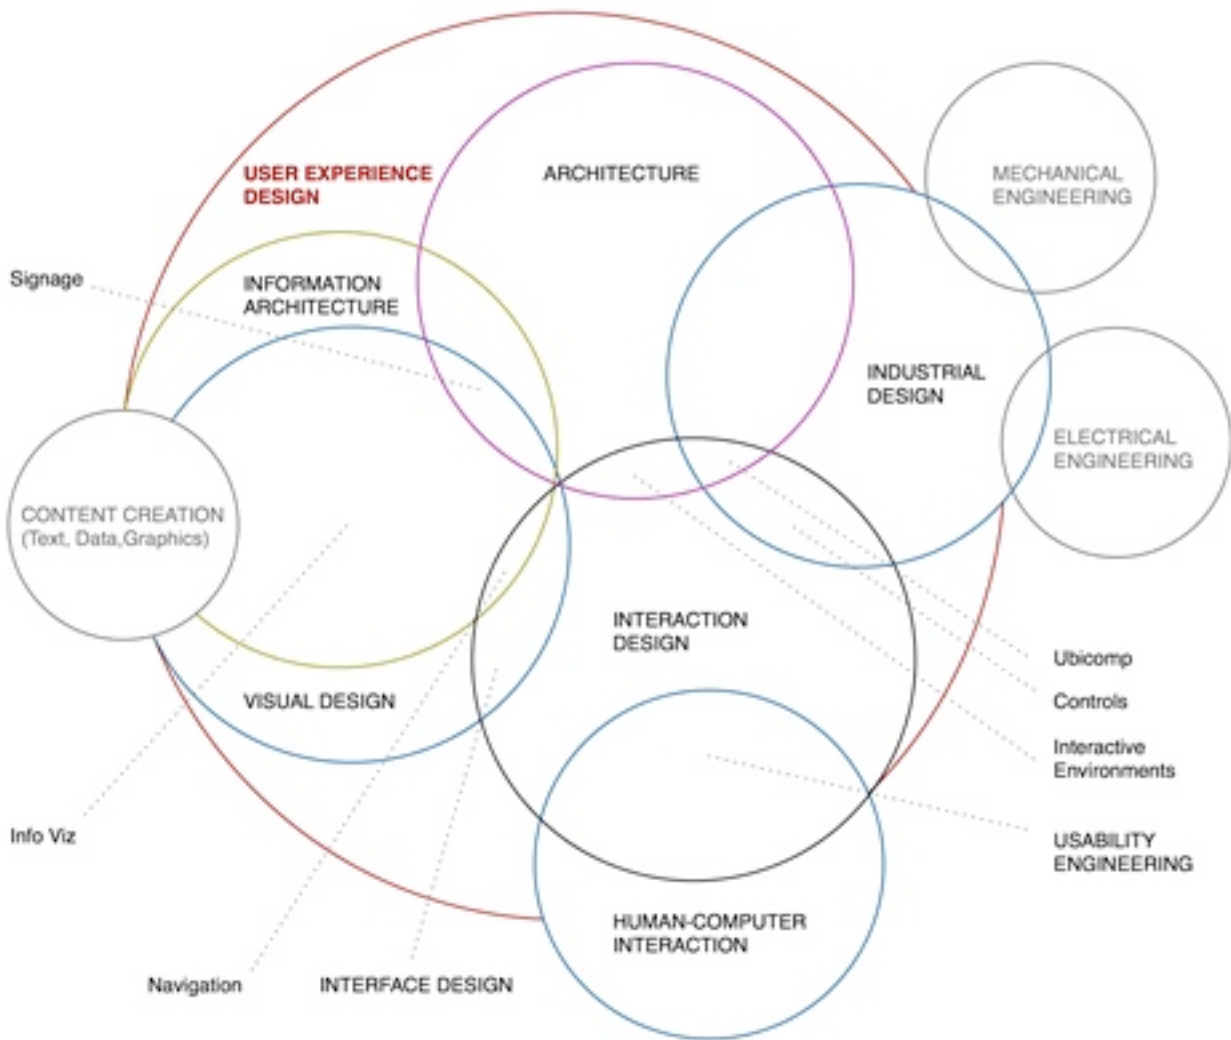 USER EXPERIENCE
DESIGN
ARCHITECTURE
MECHANICAL
ENGINEERING
Signage
INFORMATION
ARCHITECTURE
INDUSTRIAL
DESIGN
ELECTRICAL
ENGINEERING
CONTENT CREATION
(Text, Data,Graphics)
INTERACTION
DESIGN
VISUAL DESIGN
Ubicomp
Controls
Interactive
Environments
Info Viz
USABILITY
ENGINEERING
HUMAN-COMPUTER
INTERACTION
Navigation
INTERFACE DESIGN